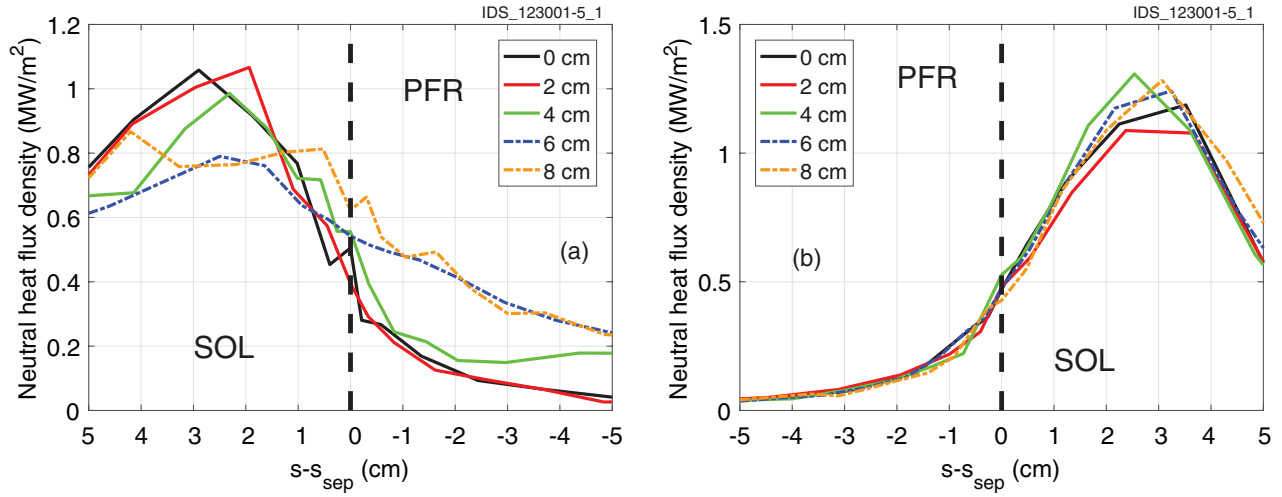 IDS_123001-5_1
Neutral heat flux density (MW/m²)
1.2
1
0.8
0.6
0.4
0.2
0
5 4 3 2 1 0 -1 -2 -3 -4 -5
s-s_sep (cm)
PFR
SOL
(a)
0 cm
2 cm
4 cm
6 cm
8 cm
IDS_123001-5_1
Neutral heat flux density (MW/m²)
1.5
1
0.5
0
-5 -4 -3 -2 -1 0 1 2 3 4 5
s-s_sep (cm)
0 cm
2 cm
4 cm
6 cm
8 cm
PFR
(b)
SOL